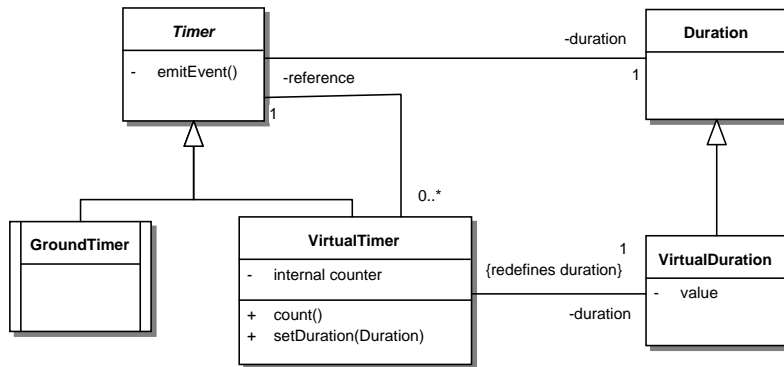 Timer
- emitEvent()
-duration
1
Duration
-reference
1
0..*
GroundTimer
VirtualTimer
- internal counter
+ count()
+ setDuration(Duration)
1
{redefines duration}
-duration
VirtualDuration
- value